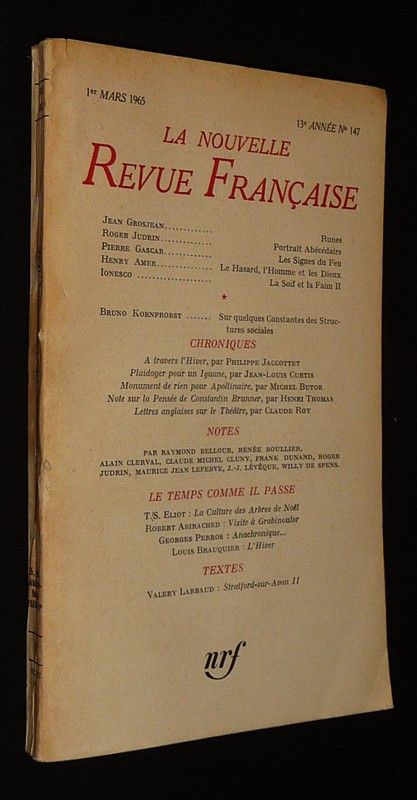 1er MARS 1965
13e ANNÉE No 147
LA NOUVELLE
REVUE FRANÇAISE
JEAN GROSJEAN............ Runes
ROGER JUDRIN............. Portrait Abécédaire
PIERRE GASCAR............ Les Signes du Feu
HENRY AMER............... Le Hasard, l'Homme et les Dieux
IONESCO .................. La Soif et la Faim II
★
BRUNO KORNPROBST ....... Sur quelques Constantes des Struc-
tures sociales
CHRONIQUES
A travers l'Hiver, par PHILIPPE JACCOTTET
Plaidoyer pour un Iguane, par JEAN-LOUIS CURTIS
Monument de rien pour Apollinaire, par MICHEL BUTOR
Note sur la Pensée de Constantin Brunner, par HENRI THOMAS
Lettres anglaises sur le Théâtre, par CLAUDE ROY
NOTES
PAR RAYMOND BELLOUR, RENÉE BOULLIER,
ALAIN CLERVAL, CLAUDE MICHEL CLUNY, FRANK DUNAND, ROGER
JUDRIN, MAURICE JEAN LEFEBVE, J.-J. LÉVÊQUE, WILLY DE SPENS.
LE TEMPS COMME IL PASSE
T./S. ELIOT : La Culture des Arbres de Noël
ROBERT ABIRACHED : Visite à Grabinoulor
GEORGES PERROS : Anachronique...
LOUIS BRAUQUIER : L'Hiver
TEXTES
VALERY LARBAUD : Stratford-sur-Avon II
nrf